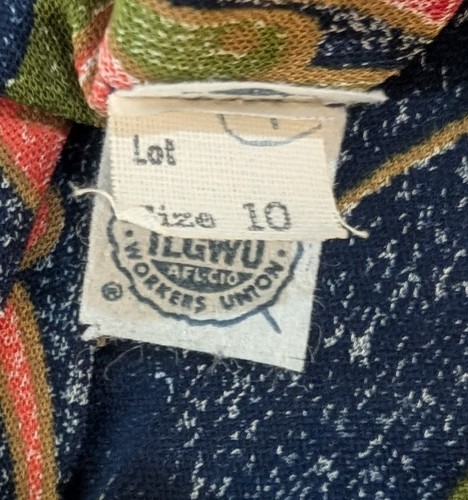 Lot
Size 10
ILGWU
AFL-CIO
· WORKERS UNION ·
®